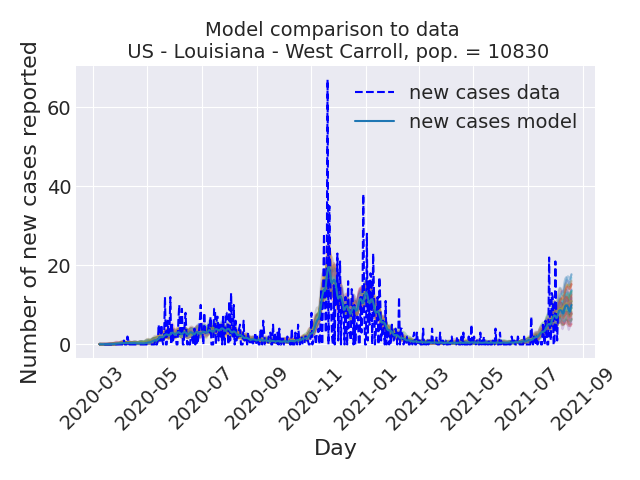 Model comparison to data
US - Louisiana - West Carroll, pop. = 10830
Number of new cases reported
60
40
20
0
new cases data
new cases model
2020-03
2020-05
2020-07
2020-09
2020-11
2021-01
2021-03
2021-05
2021-07
2021-09
Day